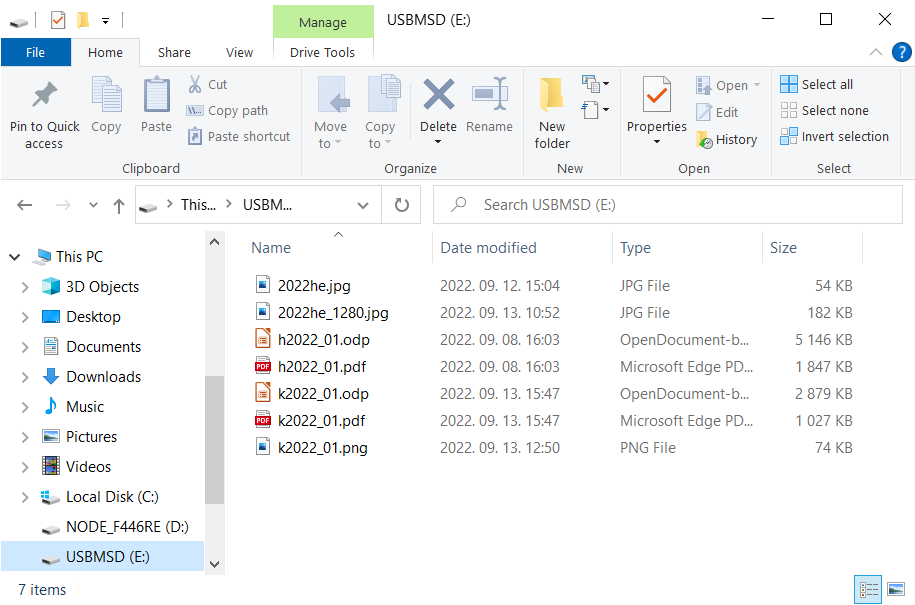 Manage
USBMSD (E:)
File
Home
Share
View
Drive Tools
?
Pin to Quick access
Copy
Paste
Cut
Copy path
Paste shortcut
Clipboard
Move to
Copy to
Delete
Rename
Organize
New folder
New
Properties
Open
Edit
History
Open
Select all
Select none
Invert selection
Select
This...
USBM...
Search USBMSD (E:)
This PC
3D Objects
Desktop
Documents
Downloads
Music
Pictures
Videos
Local Disk (C:)
NODE_F446RE (D:)
USBMSD (E:)
Name Date modified Type Size
2022he.jpg 2022. 09. 12. 15:04 JPG File 54 KB
2022he_1280.jpg 2022. 09. 13. 10:52 JPG File 182 KB
h2022_01.odp 2022. 09. 08. 16:03 OpenDocument-b... 5 146 KB
PDF h2022_01.pdf 2022. 09. 08. 16:03 Microsoft Edge PD... 1 847 KB
k2022_01.odp 2022. 09. 13. 15:47 OpenDocument-b... 2 879 KB
PDF k2022_01.pdf 2022. 09. 13. 15:47 Microsoft Edge PD... 1 027 KB
k2022_01.png 2022. 09. 13. 12:50 PNG File 74 KB
7 items